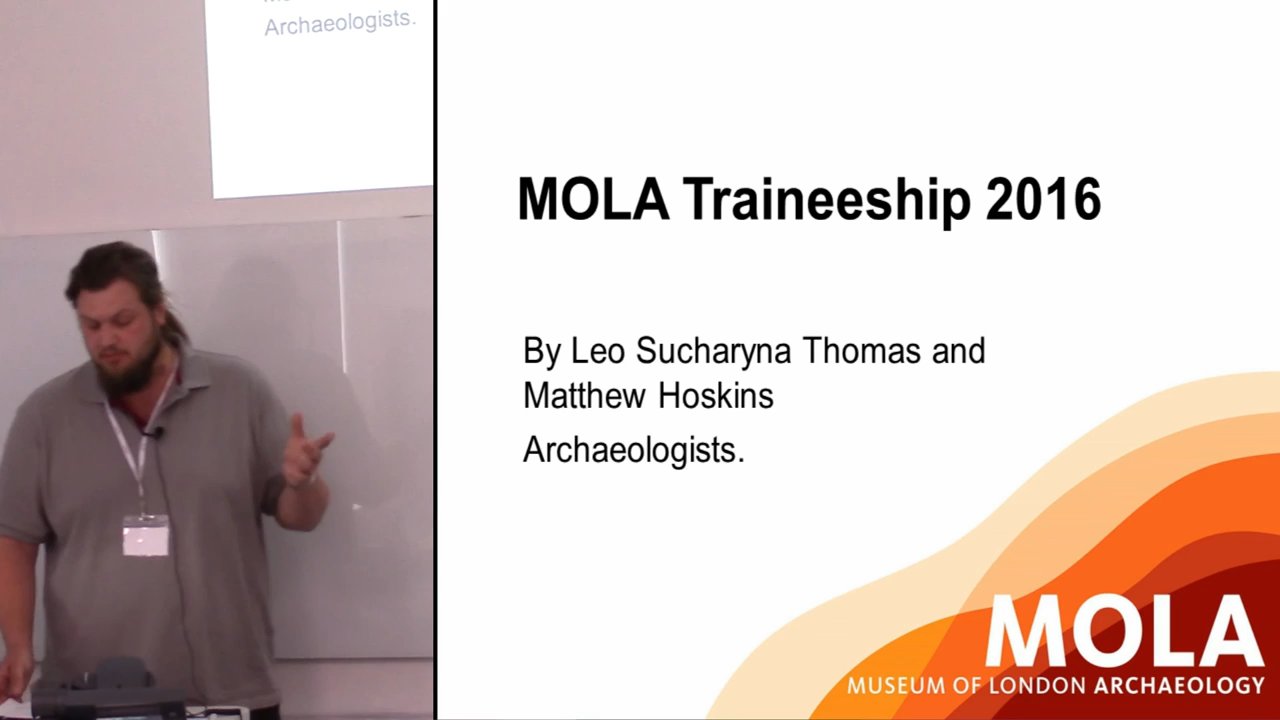 Archaeologists.
MOLA Traineeship 2016
By Leo Sucharyna Thomas and
Matthew Hoskins
Archaeologists.
MOLA
MUSEUM OF LONDON ARCHAEOLOGY